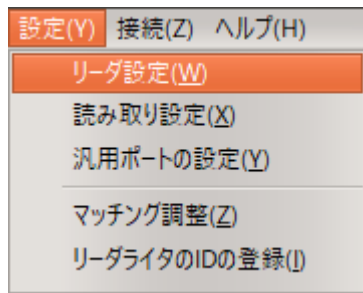 設定(Y) 接続(Z) ヘルプ(H)
リーダ設定(W)
読み取り設定(X)
汎用ポートの設定(Y)
マッチング調整(Z)
リーダライタのIDの登録(I)